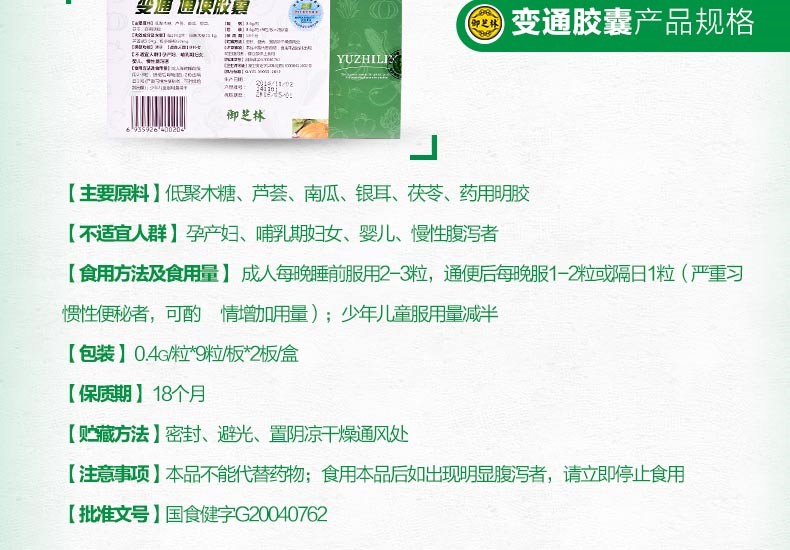 御芝林 变通胶囊产品规格
变通 通便胶囊
YUZHILIN
御芝林
6 935926 400204
【主要原料】低聚木糖、芦荟、南瓜、银耳、茯苓、药用明胶
【不适宜人群】孕产妇、哺乳期妇女、婴儿、慢性腹泻者
【食用方法及食用量】 成人每晚睡前服用2-3粒，通便后每晚服1-2粒或隔日1粒（严重习
惯性便秘者，可酌 情增加用量）；少年儿童服用量减半
【包装】0.4G/粒*9粒/板*2板/盒
【保质期】18个月
【贮藏方法】密封、避光、置阴凉干燥通风处
【注意事项】本品不能代替药物；食用本品后如出现明显腹泻者，请立即停止食用
【批准文号】国食健字G20040762